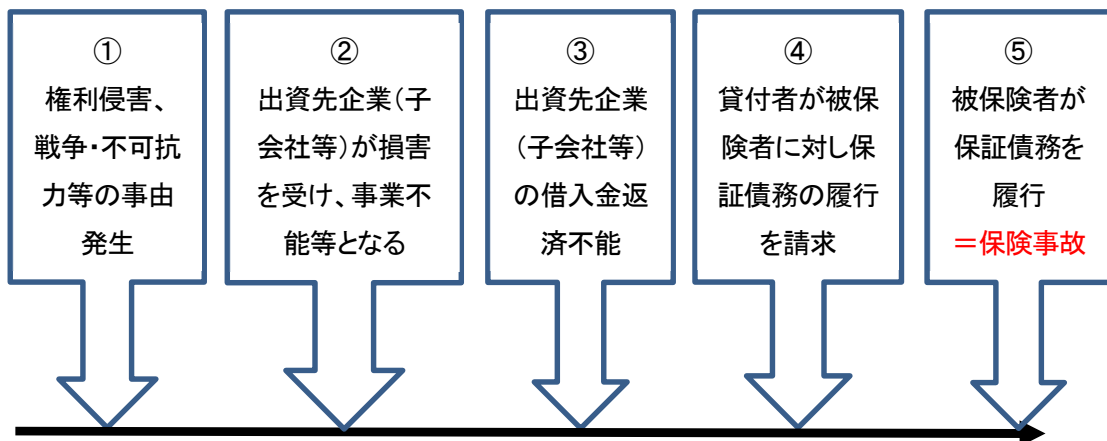 ①
権利侵害、
戦争・不可抗
力等の事由
発生
②
出資先企業(子
会社等)が損害
を受け、事業不
能等となる
③
出資先企業
(子会社等)
の借入金返
済不能
④
貸付者が被保
険者に対し保
証債務の履行
を請求
⑤
被保険者が
保証債務を
履行
=保険事故